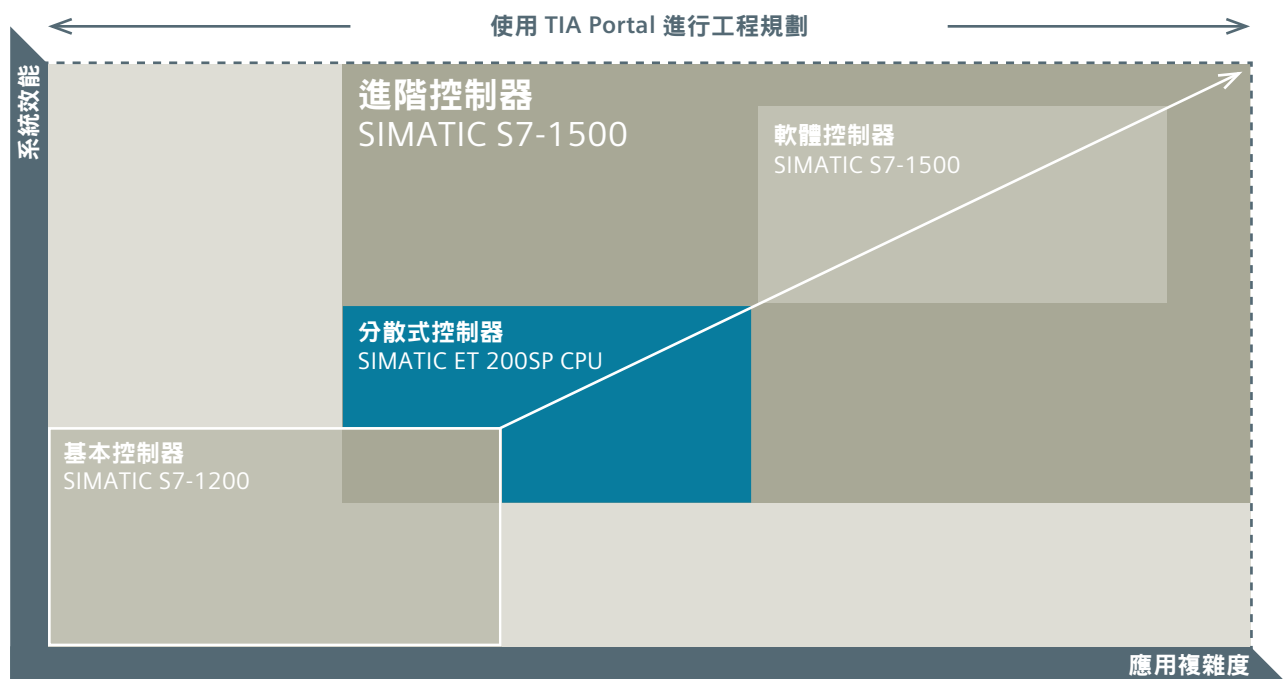 使用 TIA Portal 進行工程規劃
系統效能
進階控制器
SIMATIC S7-1500
軟體控制器
SIMATIC S7-1500
分散式控制器
SIMATIC ET 200SP CPU
基本控制器
SIMATIC S7-1200
應用複雜度